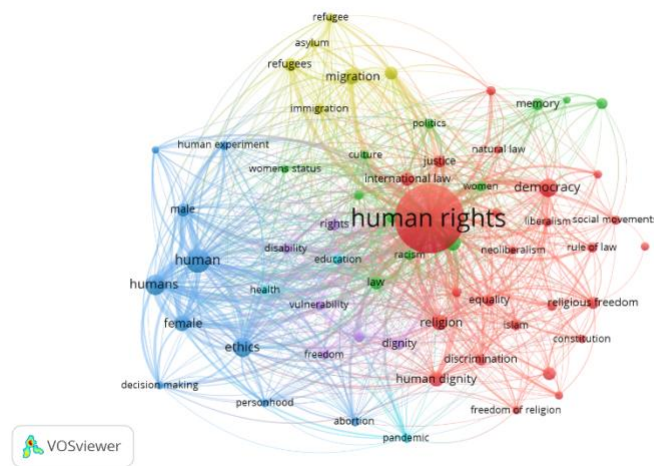 refugee
asylum
refugees
migration
immigration
memory
politics
human experiment
natural law
culture
justice
womens status
international law
women
democracy
male
human rights
liberalism
social movements
rights
disability
education
racism
neoliberalism
rule of law
human
health
law
humans
vulnerability
equality
religious freedom
female
religion
islam
ethics
dignity
constitution
freedom
discrimination
human dignity
decision making
personhood
freedom of religion
abortion
pandemic
VOSviewer